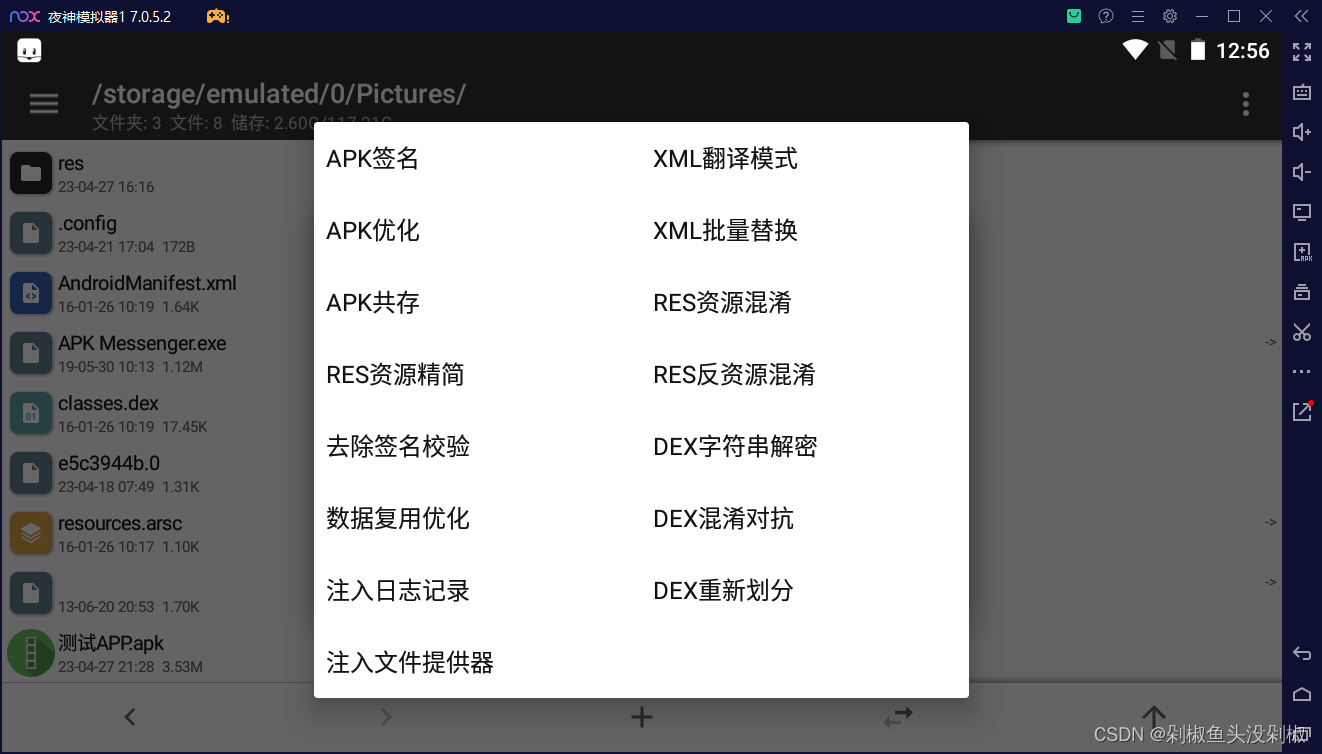 nox 夜神模拟器1 7.0.5.2
12:56
/storage/emulated/0/Pictures/
文件夹: 3 文件: 8 储存: 2.60G/117.21G
APK签名 XML翻译模式
res
23-04-27 16:16
APK优化 XML批量替换
.config
23-04-21 17:04 172B
AndroidManifest.xml
16-01-26 10:19 1.64K
APK共存 RES资源混淆
APK Messenger.exe
19-05-30 10:13 1.12M
->
RES资源精简 RES反资源混淆
classes.dex
16-01-26 10:19 17.45K
去除签名校验 DEX字符串解密
e5c3944b.0
23-04-18 07:49 1.31K
数据复用优化 DEX混淆对抗
resources.arsc
16-01-26 10:17 1.10K
->
注入日志记录 DEX重新划分
13-06-20 20:53 1.70K
->
测试APP.apk
23-04-27 21:28 3.53M
注入文件提供器
CSDN @剁椒鱼头没剁椒